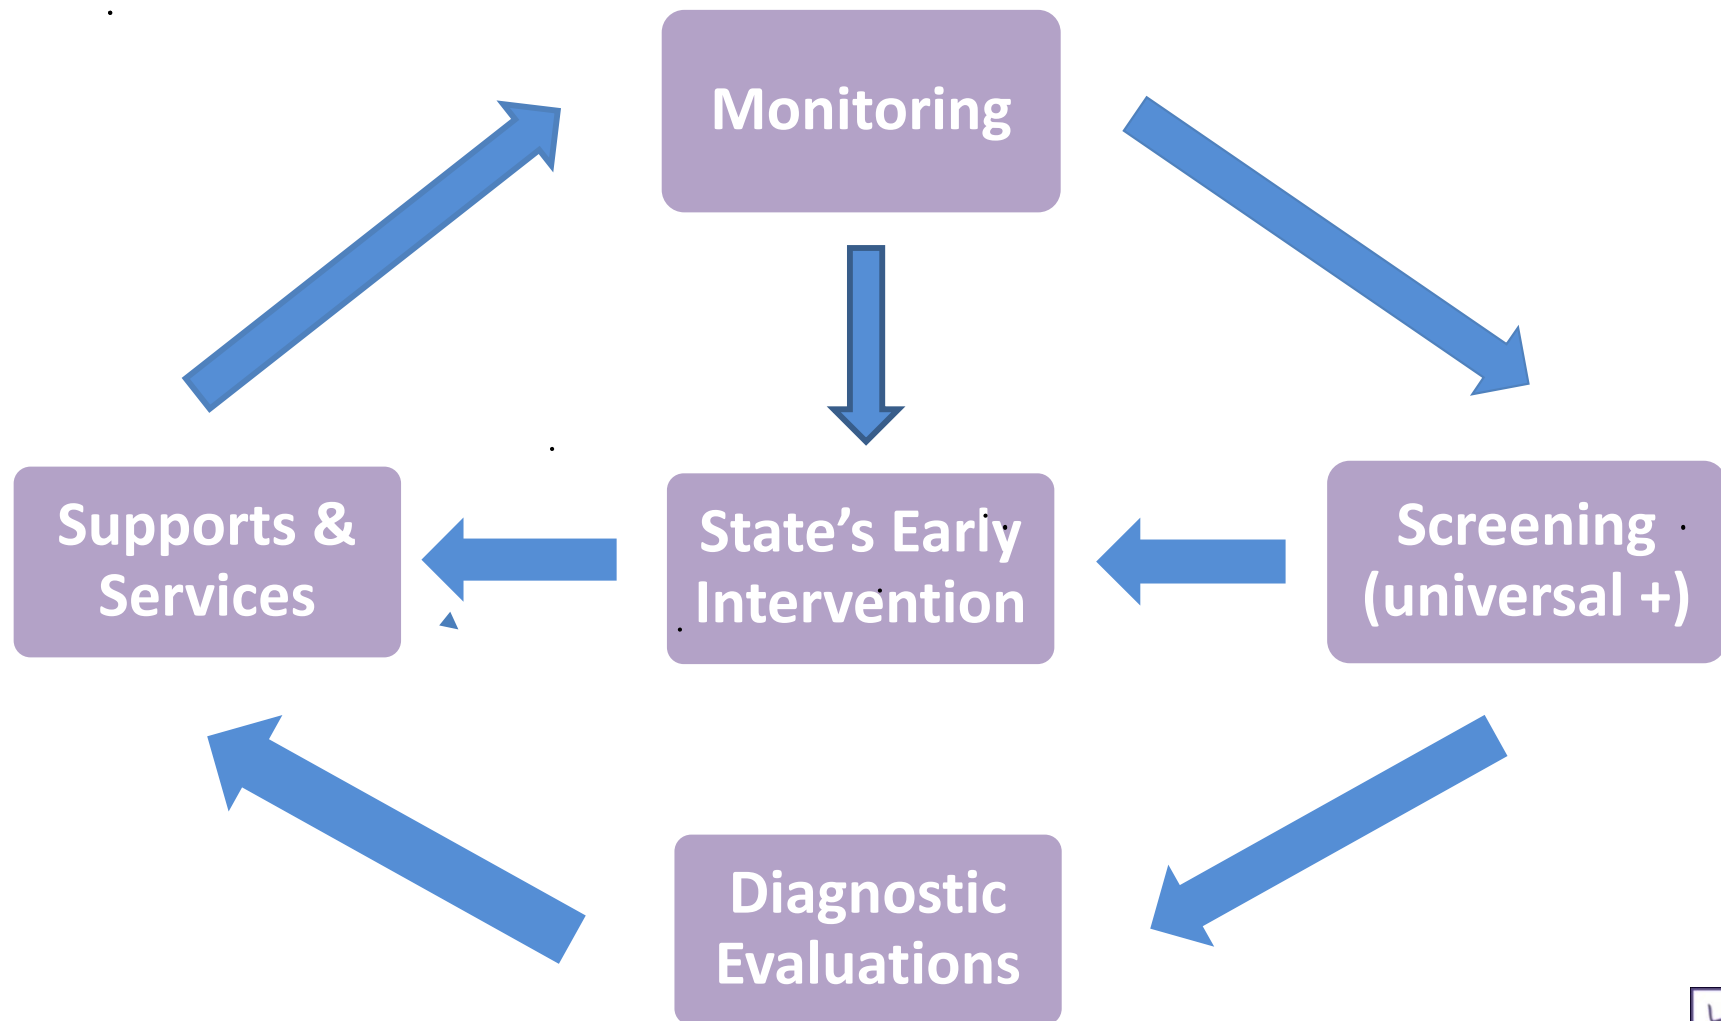 Monitoring
Supports &
Services
State’s Early
Intervention
Screening
(universal +)
Diagnostic
Evaluations